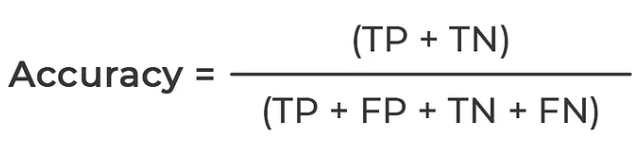 (TP + TN)
Accuracy =
(TP + FP + TN + FN)